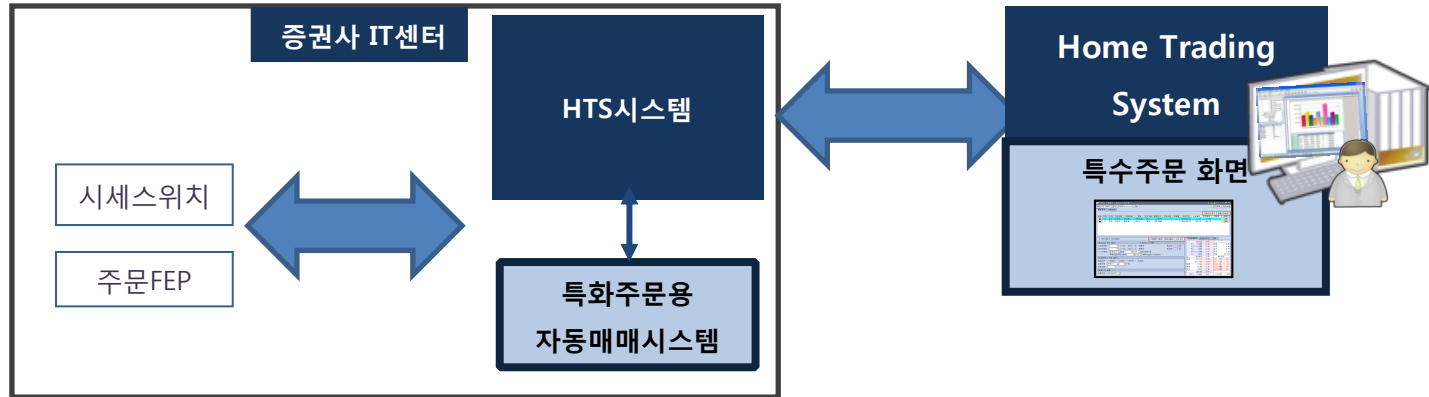 증권사 IT센터
HTS시스템
시세스위치
주문FEP
특화주문용
자동매매시스템
Home Trading
System
특수주문 화면